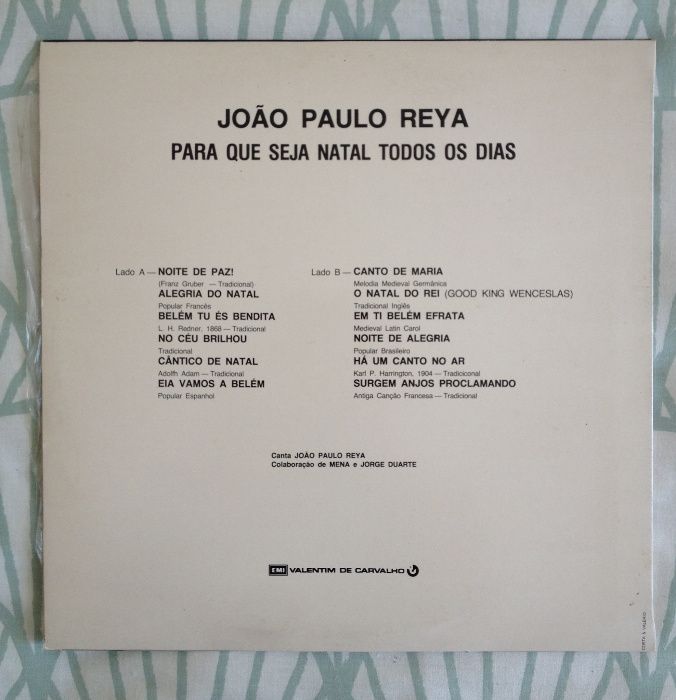 JOÃO PAULO REYA
PARA QUE SEJA NATAL TODOS OS DIAS
Lado A — NOITE DE PAZ!
(Franz Gruber — Tradicional)
ALEGRIA DO NATAL
Popular Francês
BELÉM TU ÉS BENDITA
L. H. Redner, 1868 — Tradicional
NO CÉU BRILHOU
Tradicional
CÂNTICO DE NATAL
Adolfh Adam — Tradicional
EIA VAMOS A BELÉM
Popular Espanhol
Lado B — CANTO DE MARIA
Melodia Medieval Germânica
O NATAL DO REI (GOOD KING WENCESLAS)
Tradicional Inglês
EM TI BELÉM EFRATA
Medieval Latin Carol
NOITE DE ALEGRIA
Popular Brasileiro
HÁ UM CANTO NO AR
Karl P. Harrington, 1904 — Tradiciconal
SURGEM ANJOS PROCLAMANDO
Antiga Canção Francesa — Tradicional
Canta JOÃO PAULO REYA
Colaboração de MENA e JORGE DUARTE
EMI VALENTIM DE CARVALHO
COSTA & VALÉRIO